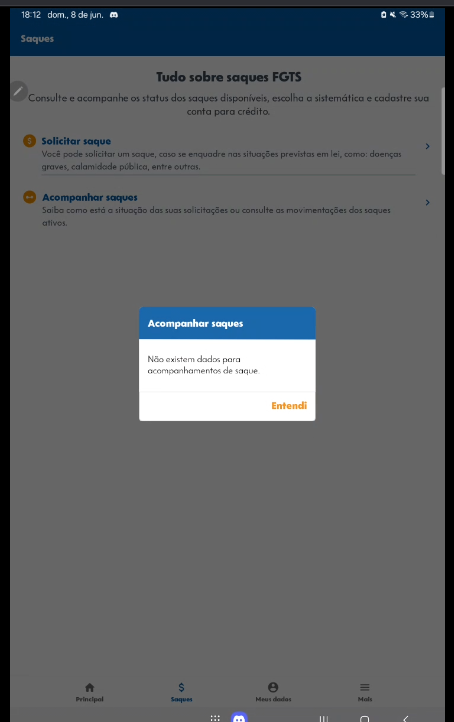 18:12 dom., 8 de jun.
33%
Saques
Tudo sobre saques FGTS
Consulte e acompanhe os status dos saques disponíveis, escolha a sistemática e cadastre sua
conta para crédito.
Solicitar saque
Você pode solicitar um saque, caso se enquadre nas situações previstas em lei, como: doenças
graves, calamidade pública, entre outras.
Acompanhar saques
Saiba como está a situação das suas solicitações ou consulte as movimentações dos saques
ativos.
Acompanhar saques
Não existem dados para
acompanhamentos de saque.
Entendi
Principal
Saques
Meus dados
Mais